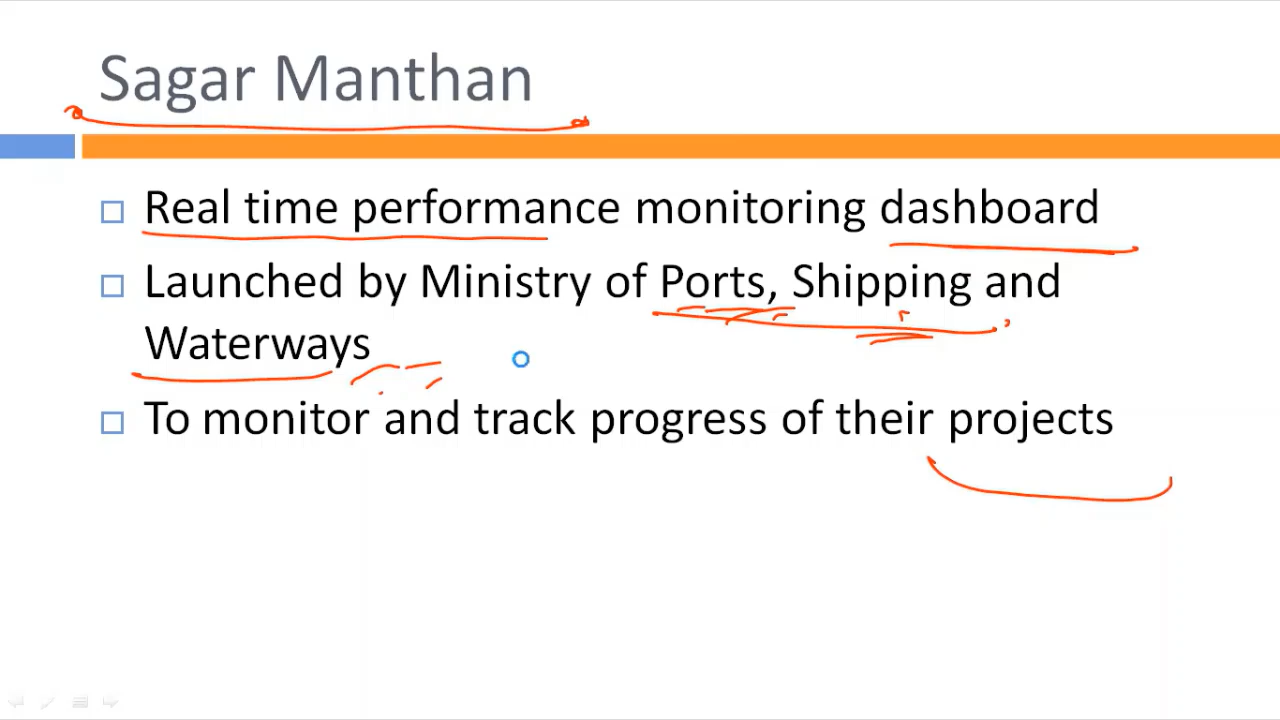 Sagar Manthan
Real time performance monitoring dashboard
Launched by Ministry of Ports, Shipping and
Waterways
To monitor and track progress of their projects